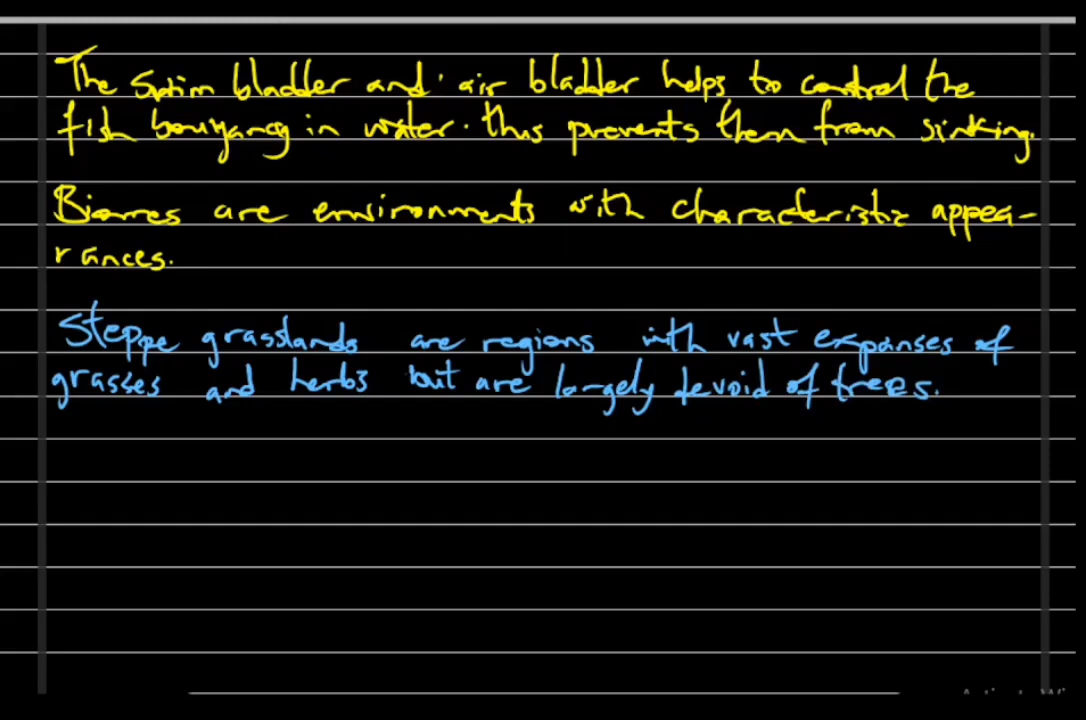 The swim bladder and air bladder helps to control the
fish bouyancy in water. thus prevents them from sinking.
Biomes are environments with characteristic appea-
rances.
Steppe grasslands are regions with vast expanses of
grasses and herbs but are largely devoid of trees.